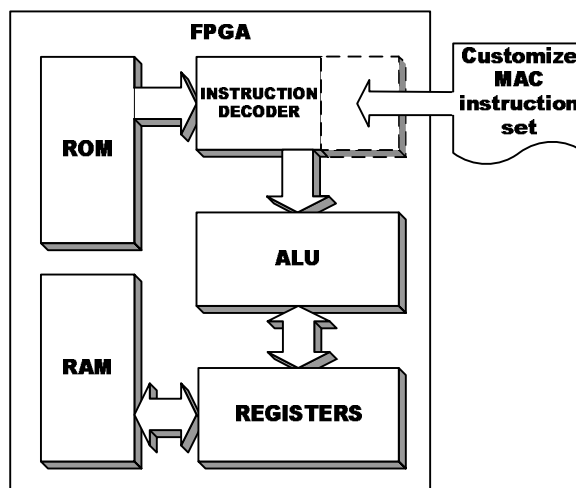 FPGA
ROM
INSTRUCTION
DECODER
Customize
MAC
instruction
set
ALU
RAM
REGISTERS